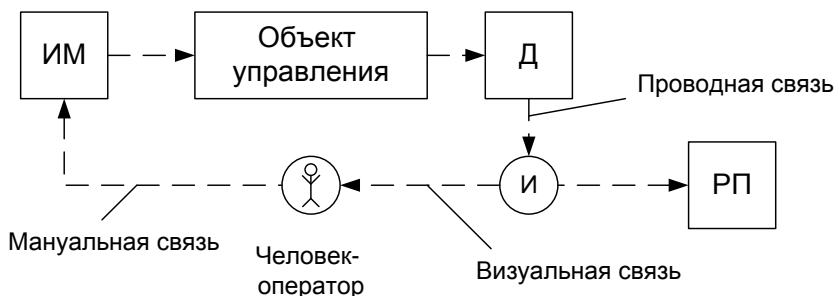 ИМ
Объект
управления
Д
Проводная связь
И
РП
Мануальная связь
Человек-
оператор
Визуальная связь